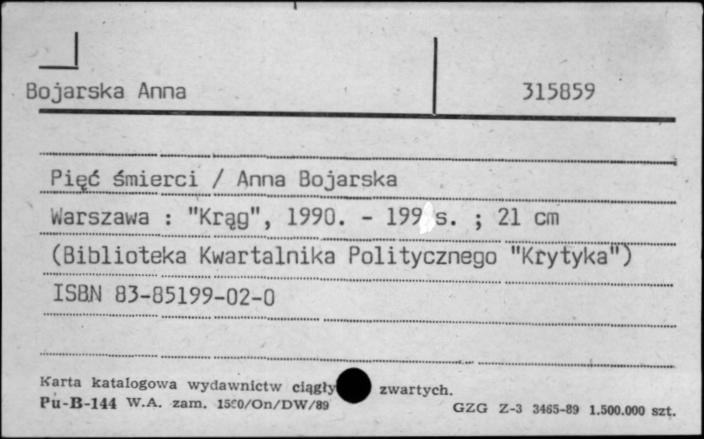 Bojarska Anna 315859
Pięć śmierci / Anna Bojarska
Warszawa : "Krąg", 1990. - 199 s. ; 21 cm
(Biblioteka Kwartalnika Politycznego "Krytyka")
ISBN 83-85199-02-0
Karta katalogowa wydawnictw ciągły zwartych.
Pu-B-144 W.A. zam. /On/DW/89 GZG Z-3 3465-89 1.500.000 szt.